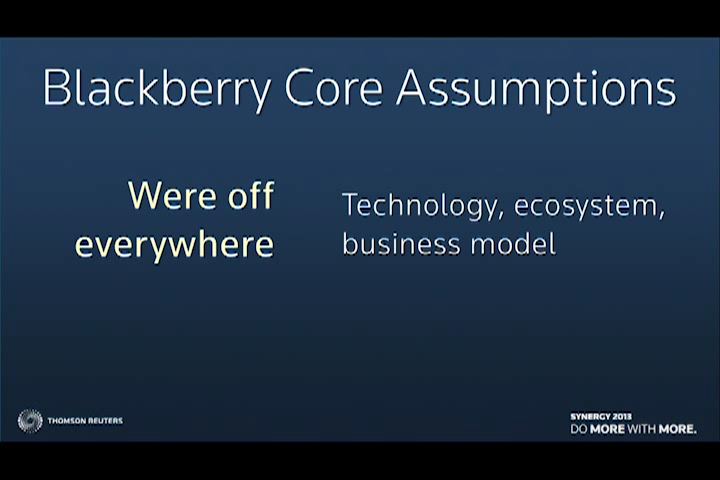 Blackberry Core Assumptions
Were off
everywhere
Technology, ecosystem,
business model
THOMSON REUTERS
SYNERGY 2013
DO MORE WITH MORE.